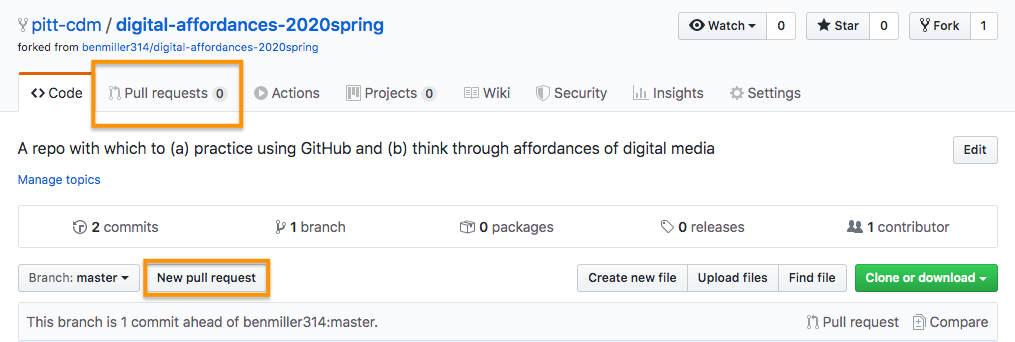 pitt-cdm / digital-affordances-2020spring
Watch 0 Star 0 Fork 1
forked from benmiller314/digital-affordances-2020spring
Code Pull requests 0 Actions Projects 0 Wiki Security Insights Settings
A repo with which to (a) practice using GitHub and (b) think through affordances of digital media
Edit
Manage topics
2 commits 1 branch 0 packages 0 releases 1 contributor
Branch: master New pull request Create new file Upload files Find file Clone or download
This branch is 1 commit ahead of benmiller314:master. Pull request Compare